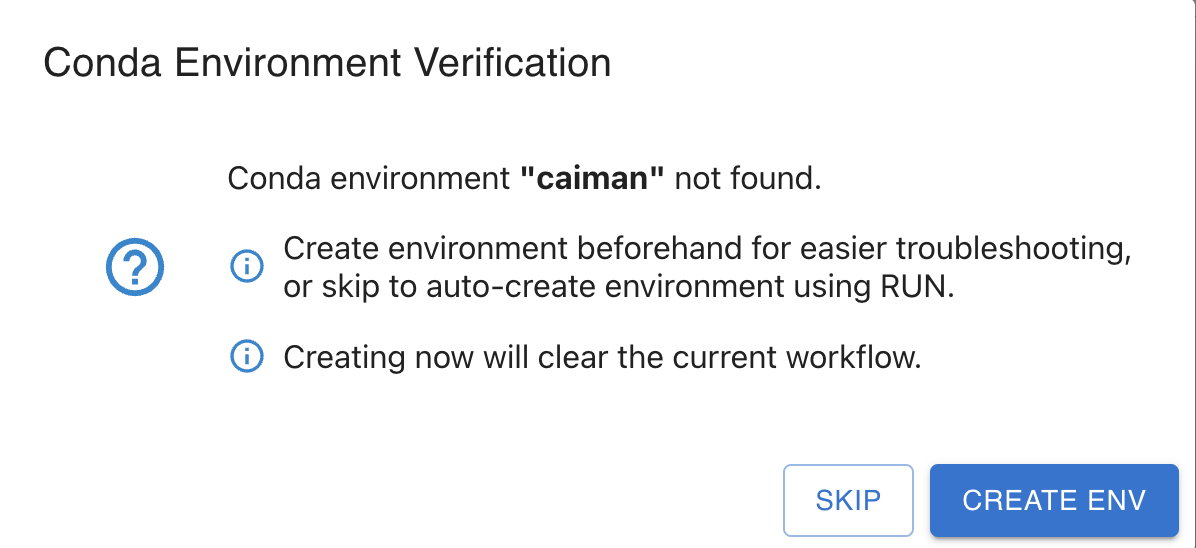 Conda Environment Verification
Conda environment "caiman" not found.
Create environment beforehand for easier troubleshooting,
or skip to auto-create environment using RUN.
Creating now will clear the current workflow.
SKIP
CREATE ENV